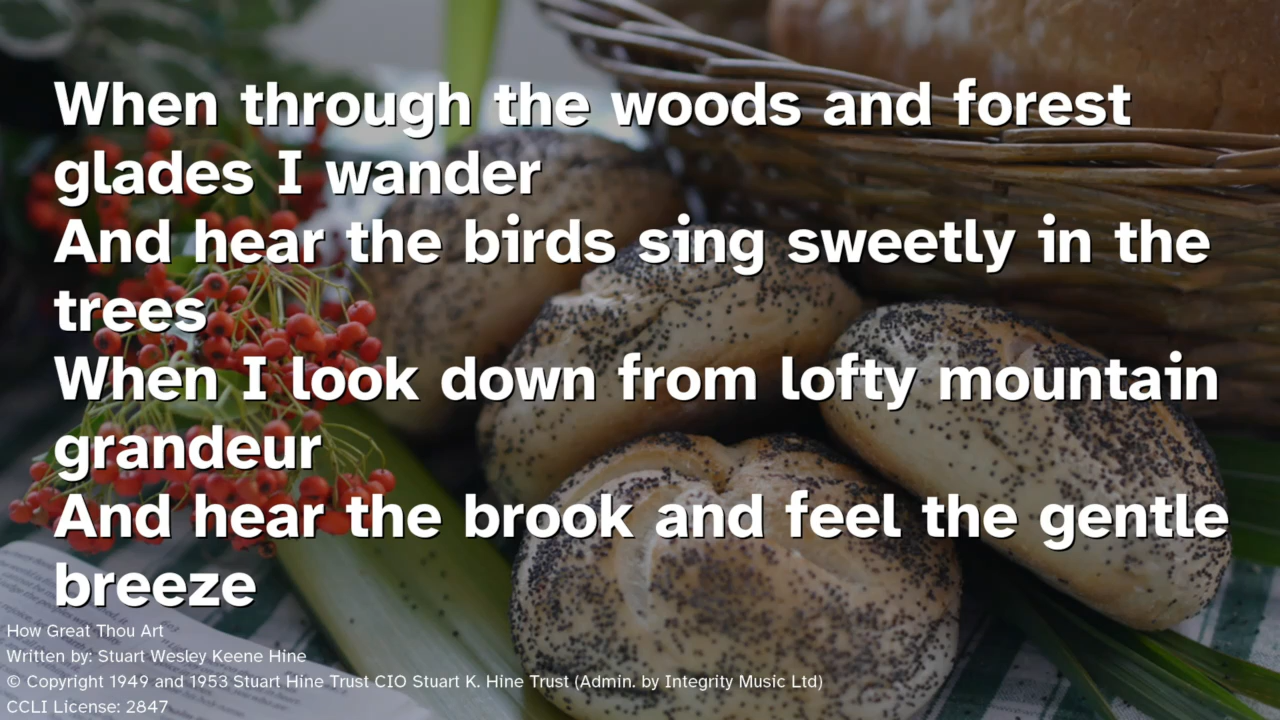 When through the woods and forest
glades I wander
And hear the birds sing sweetly in the
trees
When I look down from lofty mountain
grandeur
And hear the brook and feel the gentle
breeze
How Great Thou Art
Written by: Stuart Wesley Keene Hine
© Copyright 1949 and 1953 Stuart Hine Trust CIO Stuart K. Hine Trust (Admin. by Integrity Music Ltd)
CCLI License: 2847